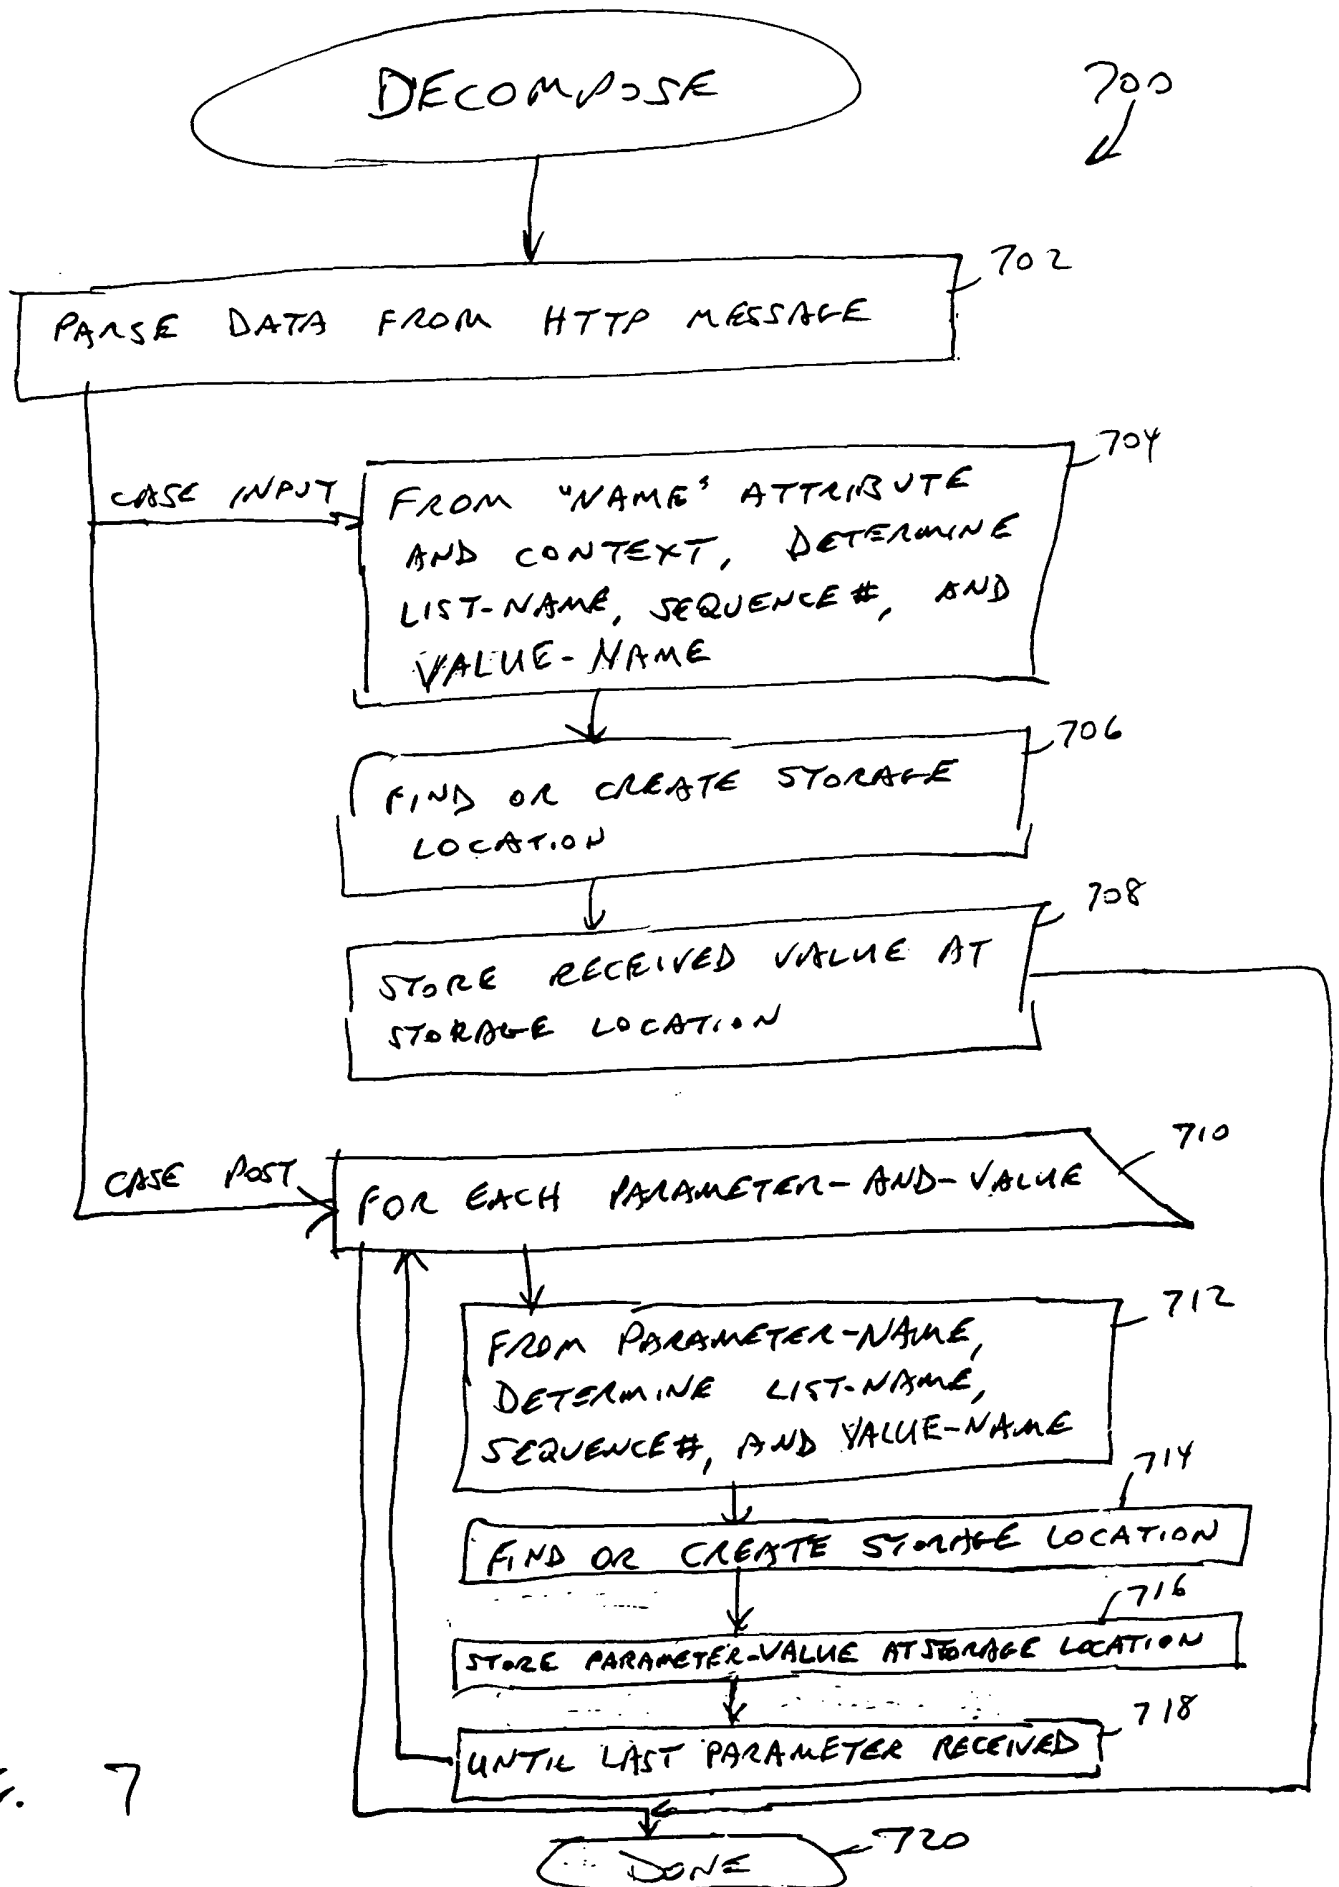 DECOMPOSE
700
702
PARSE DATA FROM HTTP MESSAGE
704
CASE INPUT
FROM "NAME" ATTRIBUTE
AND CONTEXT, DETERMINE
LIST-NAME, SEQUENCE #, AND
VALUE-NAME
706
FIND OR CREATE STORAGE
LOCATION
708
STORE RECEIVED VALUE AT
STORAGE LOCATION
710
CASE POST
FOR EACH PARAMETER-AND-VALUE
712
FROM PARAMETER-NAME,
DETERMINE LIST-NAME,
SEQUENCE #, AND VALUE-NAME
714
FIND OR CREATE STORAGE LOCATION
716
STORE PARAMETER-VALUE AT STORAGE LOCATION
718
UNTIL LAST PARAMETER RECEIVED
7
720
DONE